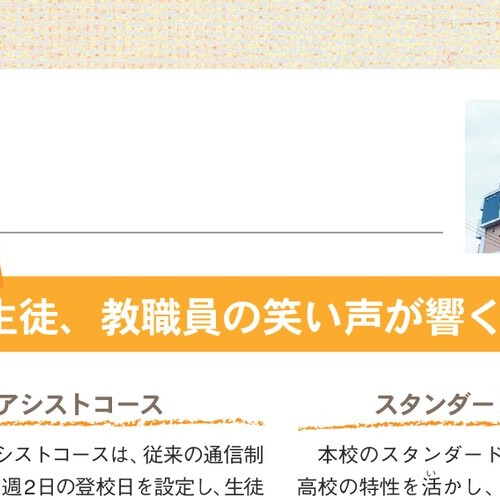 生徒、教職員の笑い声が響く
アシストコース
シストコースは、従来の通信制
週2日の登校日を設定し、生徒
スタンダー
本校のスタンダード
高校の特性を活かし、
い